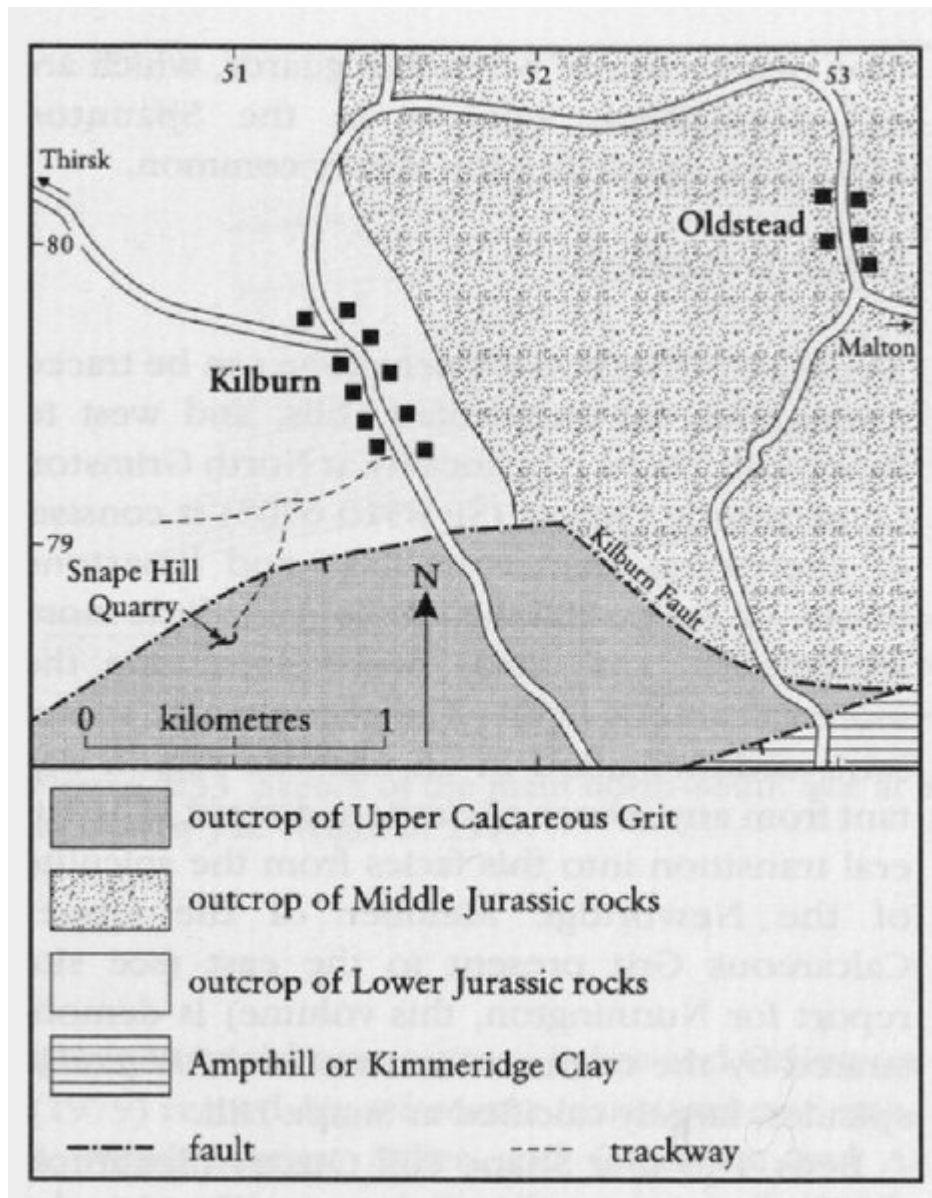 51
52
53
Thirsk
80
Oldstead
Malton
Kilburn
79
Kilburn Fault
Snape Hill
Quarry
N
0 kilometres 1
outcrop of Upper Calcareous Grit
outcrop of Middle Jurassic rocks
outcrop of Lower Jurassic rocks
Ampthill or Kimmeridge Clay
fault
trackway